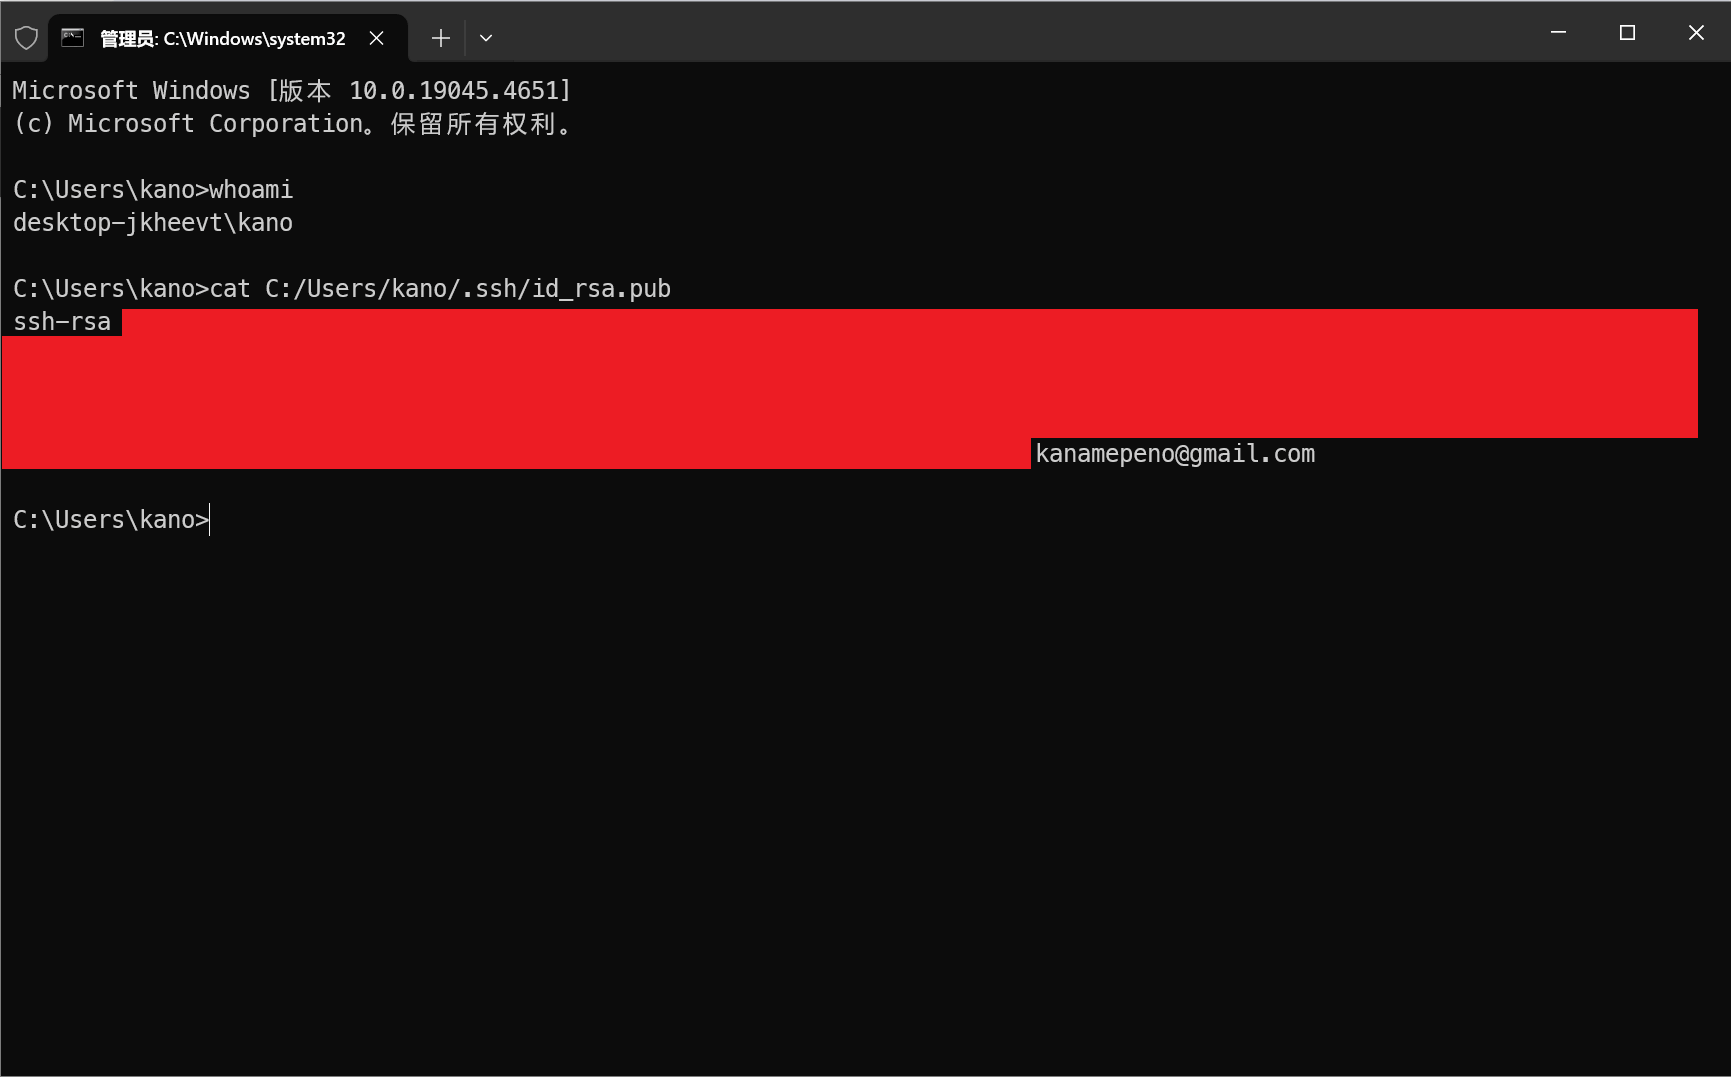 管理员: C:\Windows\system32
Microsoft Windows [版本 10.0.19045.4651]
(c) Microsoft Corporation。保留所有权利。
C:\Users\kano>whoami
desktop-jkheevt\kano
C:\Users\kano>cat C:/Users/kano/.ssh/id_rsa.pub
ssh-rsa
kanamepeno@gmail.com
C:\Users\kano>